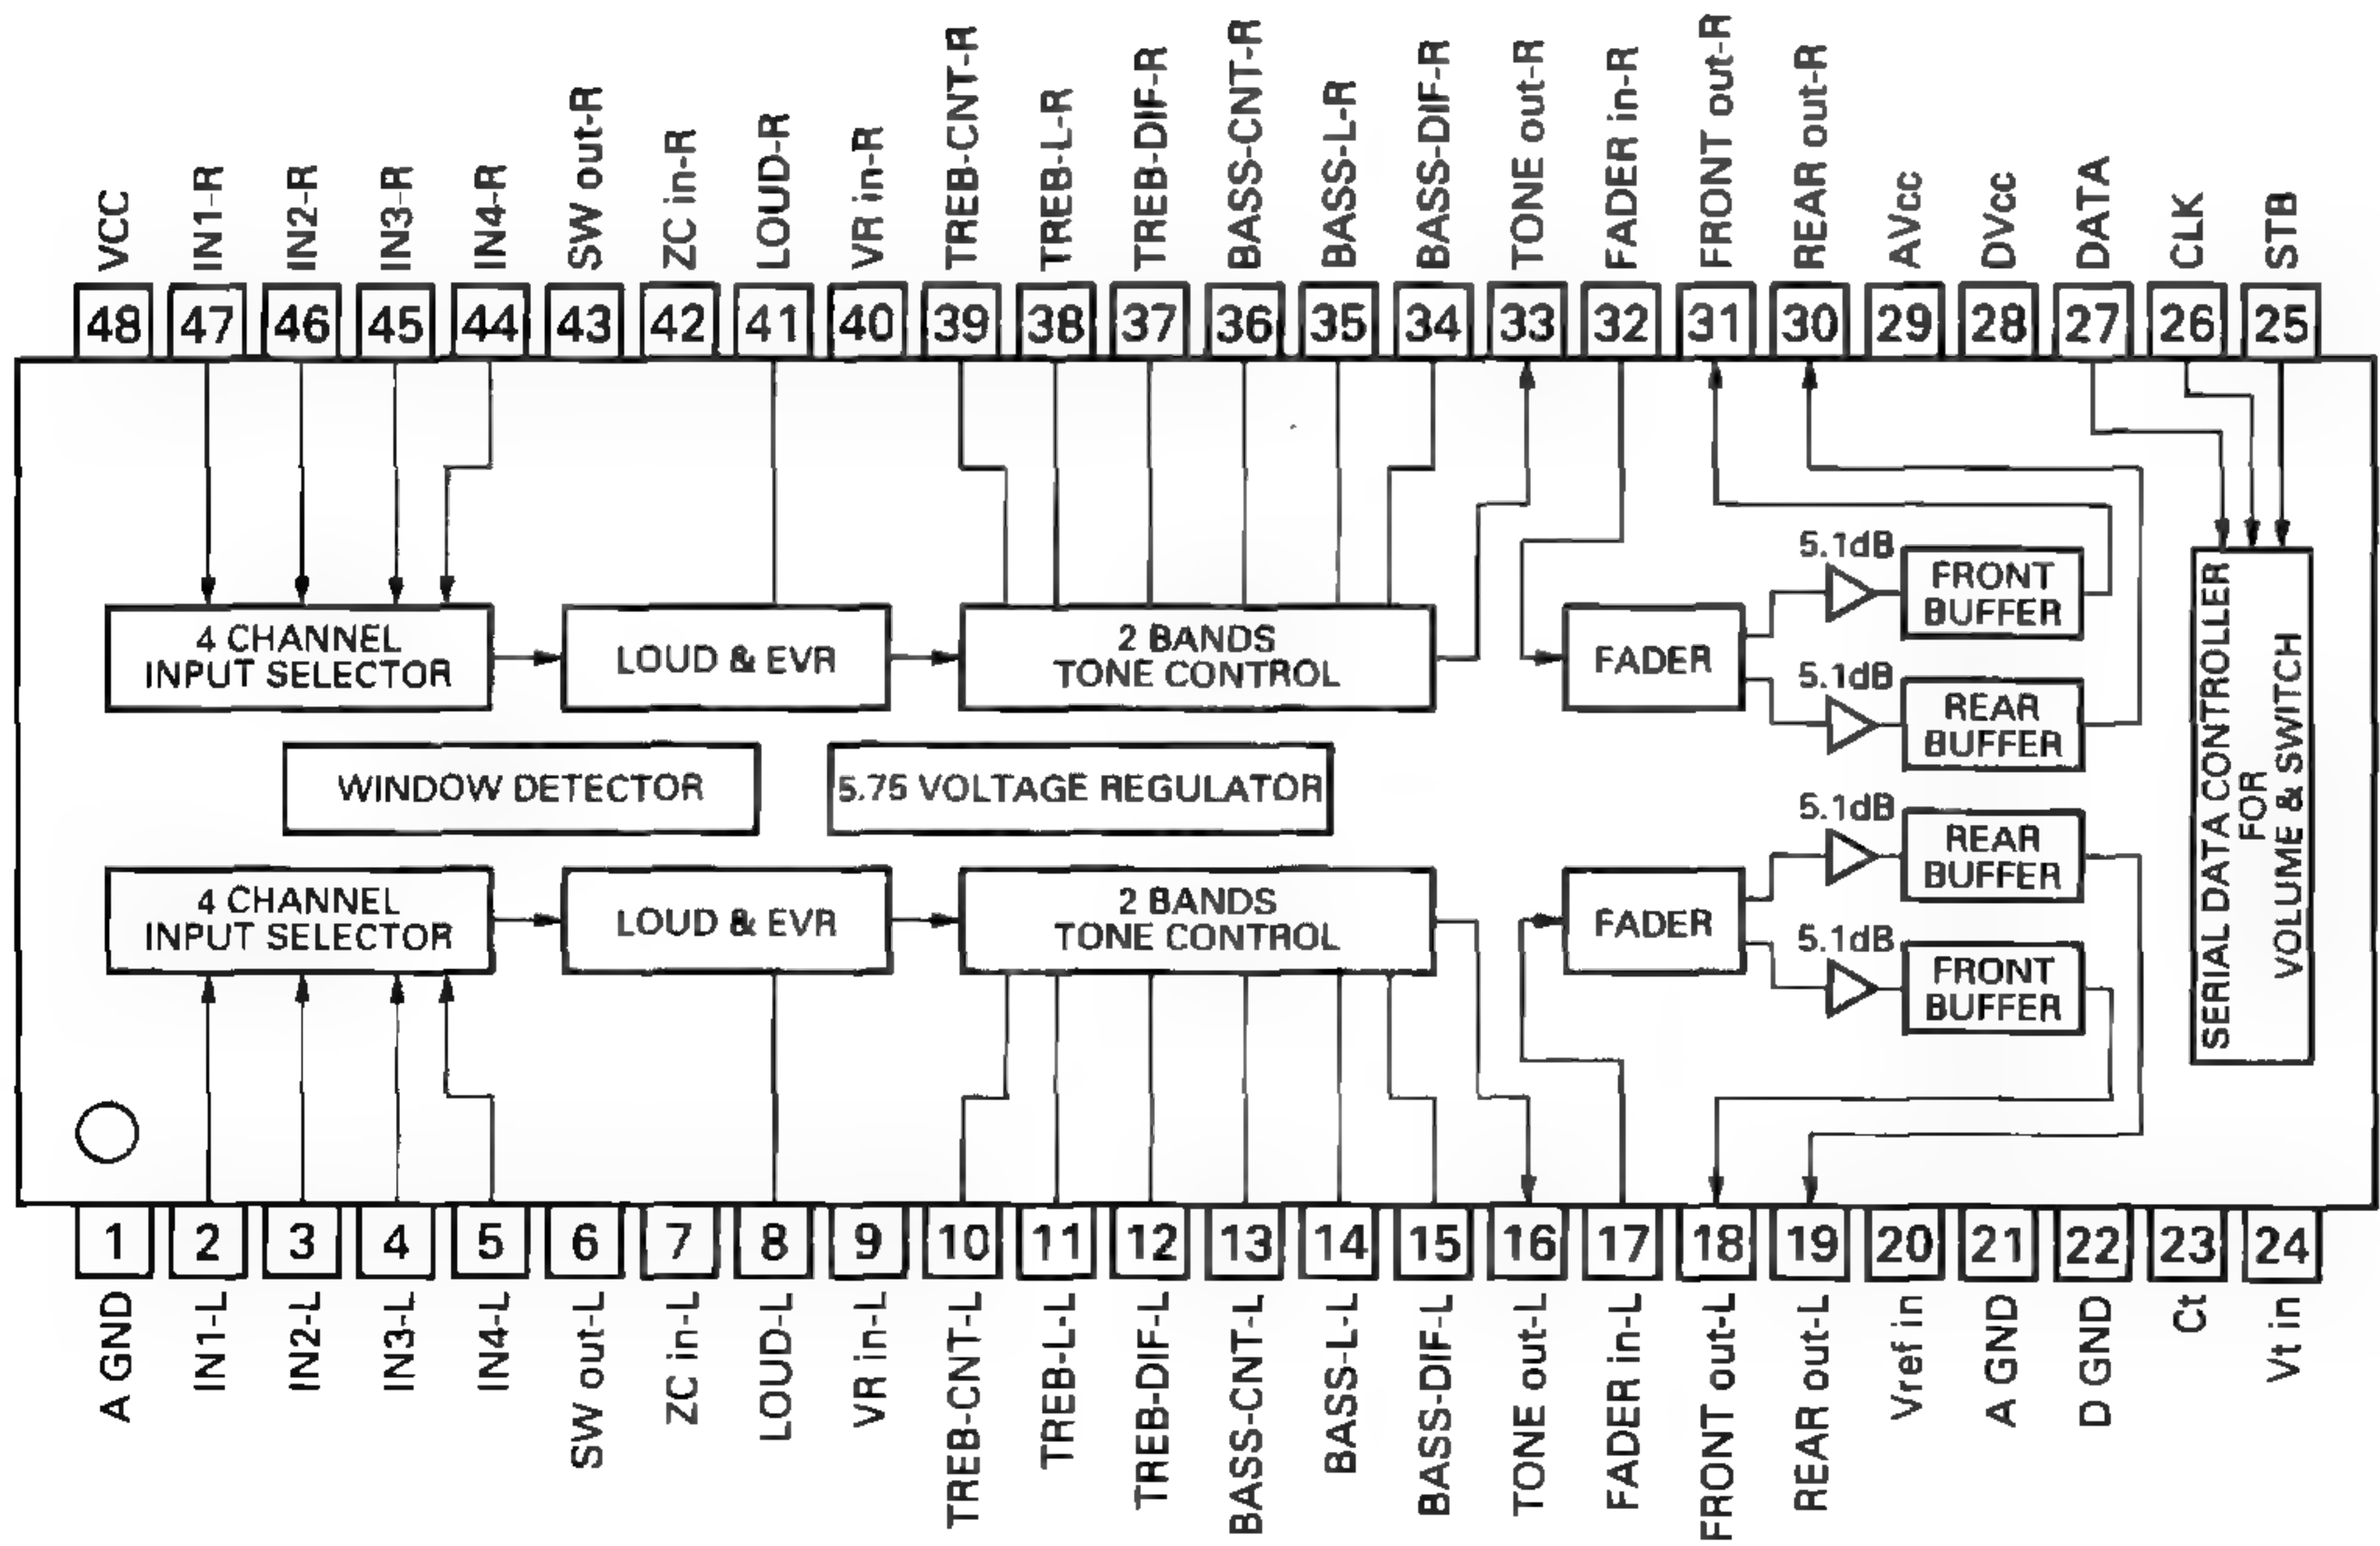 VCC
IN1-R
IN2-R
IN3-R
IN4-R
SW out-R
ZC in-R
LOUD-R
VR in-R
TREB-CNT-R
TREB-L-R
TREB-DIF-R
BASS-CNT-R
BASS-L-R
BASS-DIF-R
TONE out-R
FADER in-R
FRONT out-R
REAR out-R
AVcc
DVcc
DATA
CLK
STB
48 47 46 45 44 43 42 41 40 39 38 37 36 35 34 33 32 31 30 29 28 27 26 25
4 CHANNEL
INPUT SELECTOR
LOUD & EVR
2 BANDS
TONE CONTROL
FADER
5.1dB
FRONT
BUFFER
5.1dB
REAR
BUFFER
WINDOW DETECTOR
5.75 VOLTAGE REGULATOR
4 CHANNEL
INPUT SELECTOR
LOUD & EVR
2 BANDS
TONE CONTROL
FADER
5.1dB
REAR
BUFFER
5.1dB
FRONT
BUFFER
SERIAL DATA CONTROLLER
FOR
VOLUME & SWITCH
1 2 3 4 5 6 7 8 9 10 11 12 13 14 15 16 17 18 19 20 21 22 23 24
A GND
IN1-L
IN2-L
IN3-L
IN4-L
SW out-L
ZC in-L
LOUD-L
VR in-L
TREB-CNT-L
TREB-L-L
TREB-DIF-L
BASS-CNT-L
BASS-L-L
BASS-DIF-L
TONE out-L
FADER in-L
FRONT out-L
REAR out-L
Vref in
A GND
D GND
Ct
Vt in